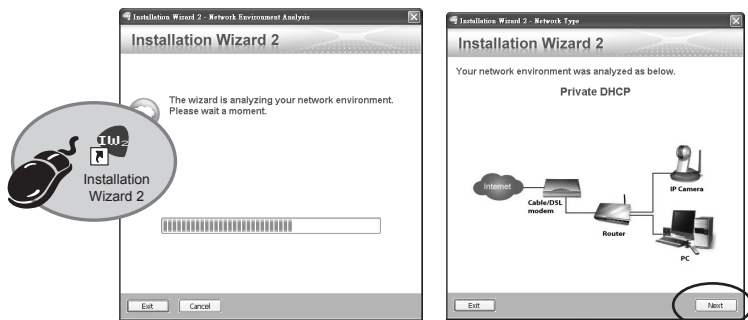 Installation Wizard 2 - Network Environment Analysis
Installation Wizard 2
The wizard is analyzing your network environment.
Please wait a moment.
IW2
Installation
Wizard 2
Exit
Cancel
Installation Wizard 2 - Network Type
Installation Wizard 2
Your network environment was analyzed as below.
Private DHCP
Internet
Cable/DSL
modem
Router
IP Camera
PC
Exit
Next